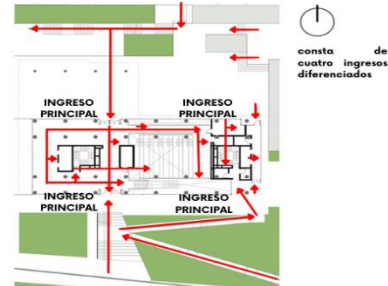 consta de
cuatro ingresos
diferenciados
INGRESO
PRINCIPAL
INGRESO
PRINCIPAL
INGRESO
PRINCIPAL
INGRESO
PRINCIPAL